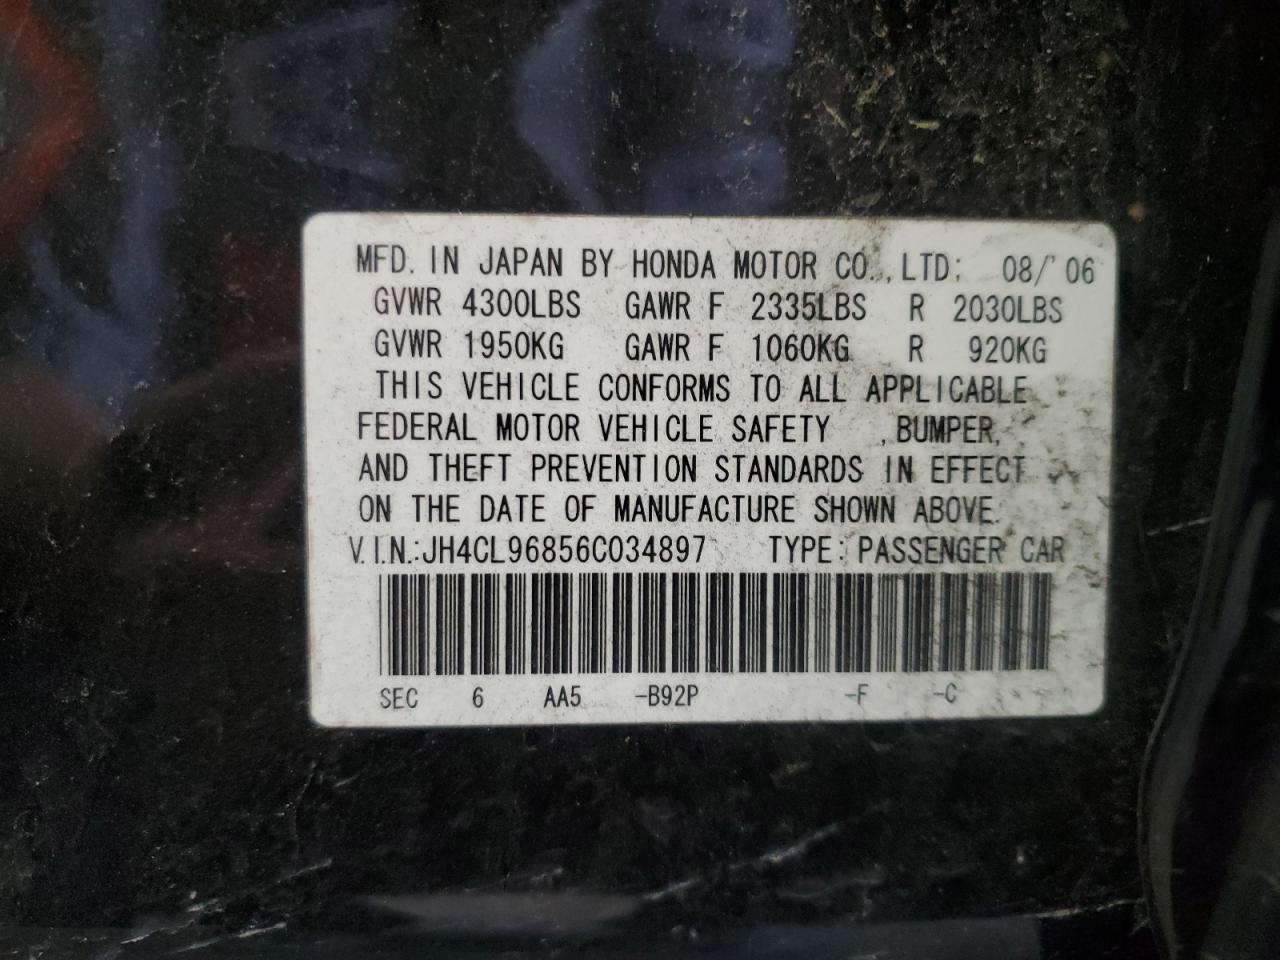 MFD. IN JAPAN BY HONDA MOTOR CO.,LTD; 08/'06
GVWR 4300LBS GAWR F 2335LBS R 2030LBS
GVWR 1950KG GAWR F 1060KG R 920KG
THIS VEHICLE CONFORMS TO ALL APPLICABLE
FEDERAL MOTOR VEHICLE SAFETY , BUMPER,
AND THEFT PREVENTION STANDARDS IN EFFECT
ON THE DATE OF MANUFACTURE SHOWN ABOVE.
V.I.N.:JH4CL96856C034897 TYPE: PASSENGER CAR
SEC 6 AA5 -B92P -F -C